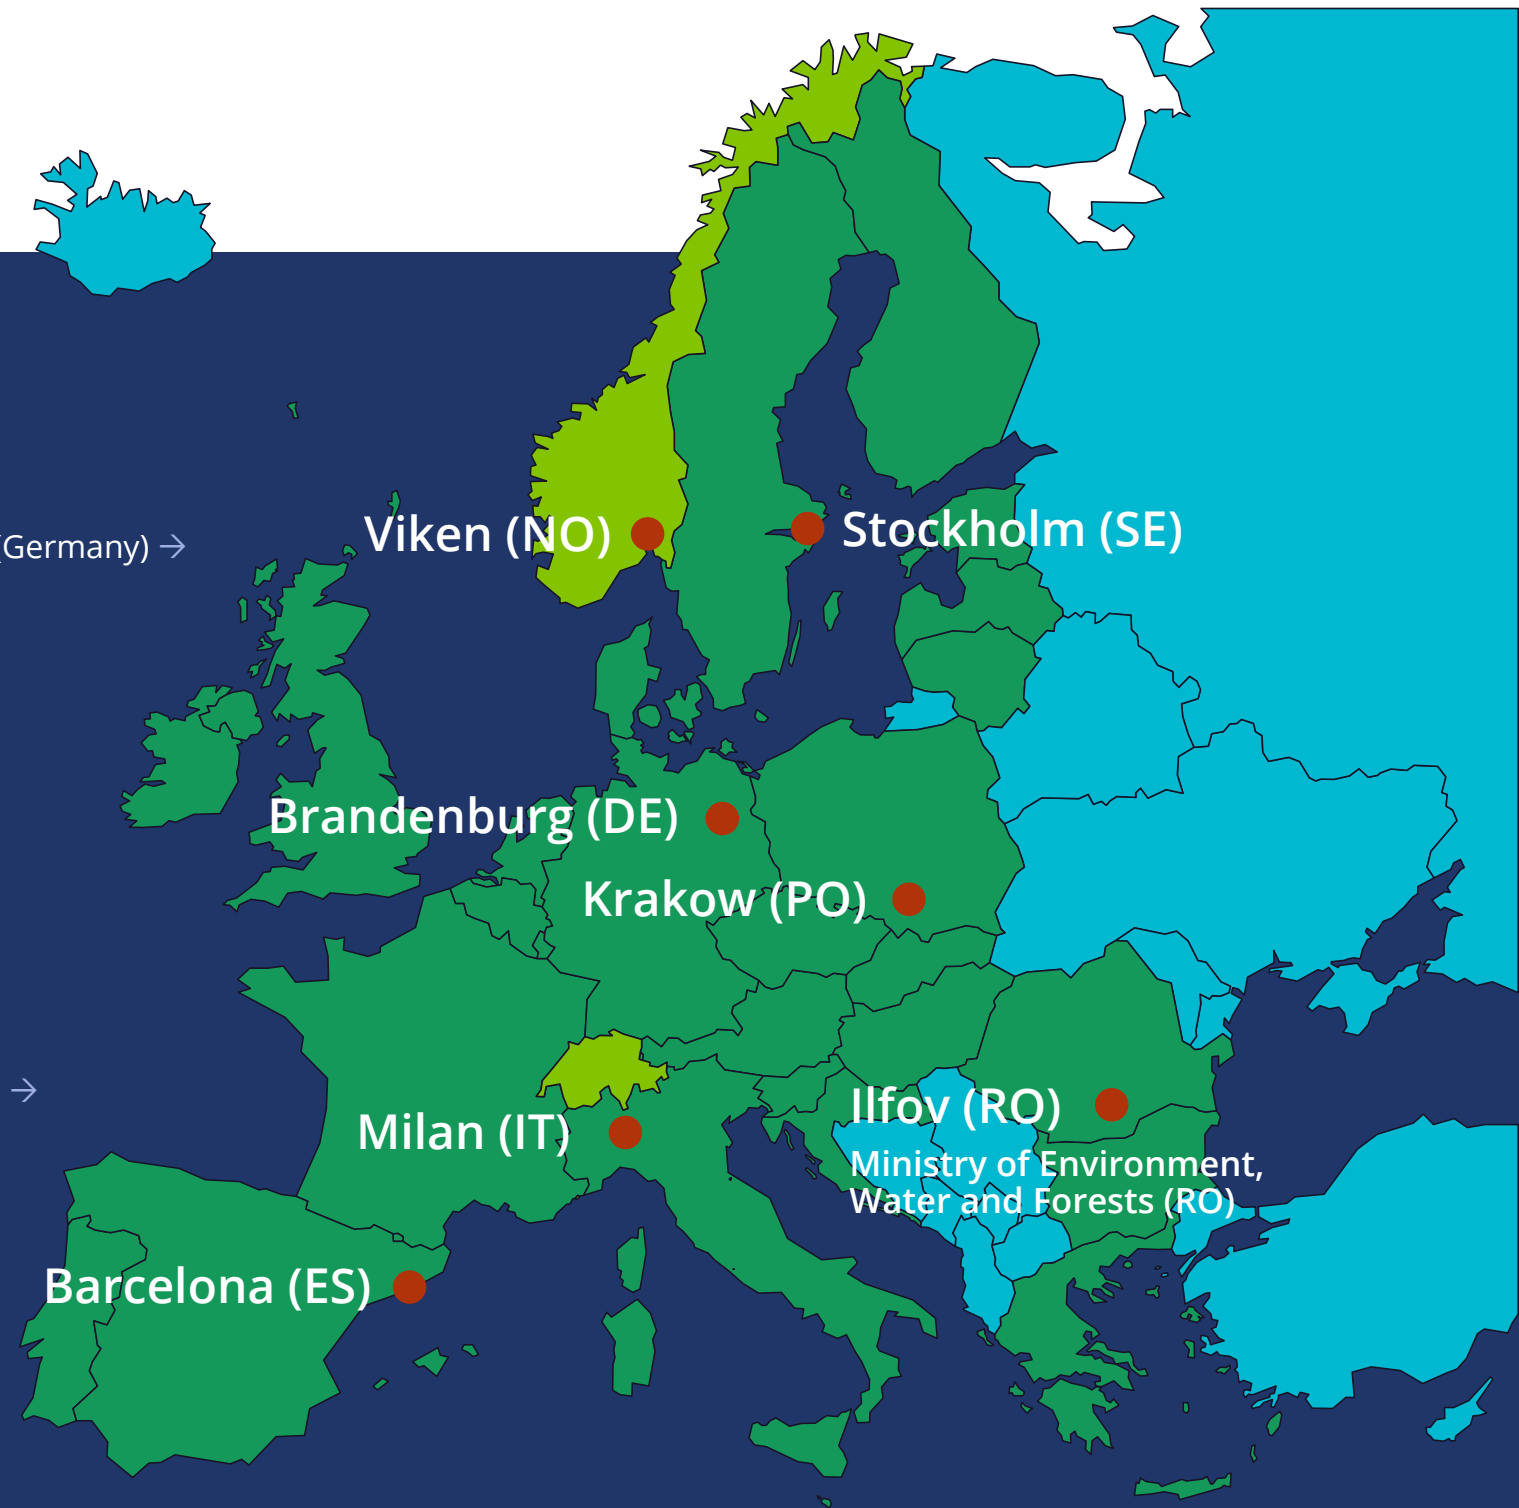 Viken (NO)
Stockholm (SE)
(Germany) →
Brandenburg (DE)
Krakow (PO)
→
Ilfov (RO)
Milan (IT)
Ministry of Environment,
Water and Forests (RO)
Barcelona (ES)